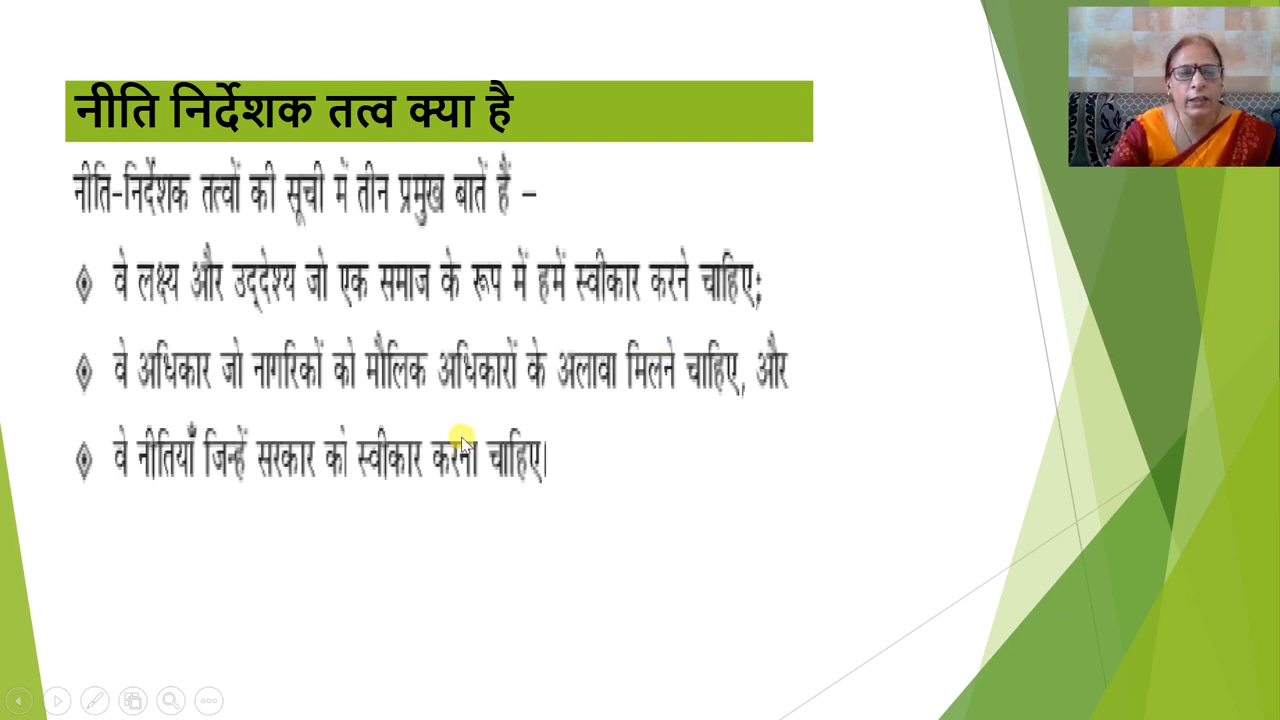 नीति निर्देशक तत्व क्या है
नीति-निर्देशक तत्वों की सूची में तीन प्रमुख बातें हैं –
वे लक्ष्य और उद्देश्य जो एक समाज के रूप में हमें स्वीकार करने चाहिए;
वे अधिकार जो नागरिकों को मौलिक अधिकारों के अलावा मिलने चाहिए, और
वे नीतियाँ जिन्हें सरकार को स्वीकार करना चाहिए।